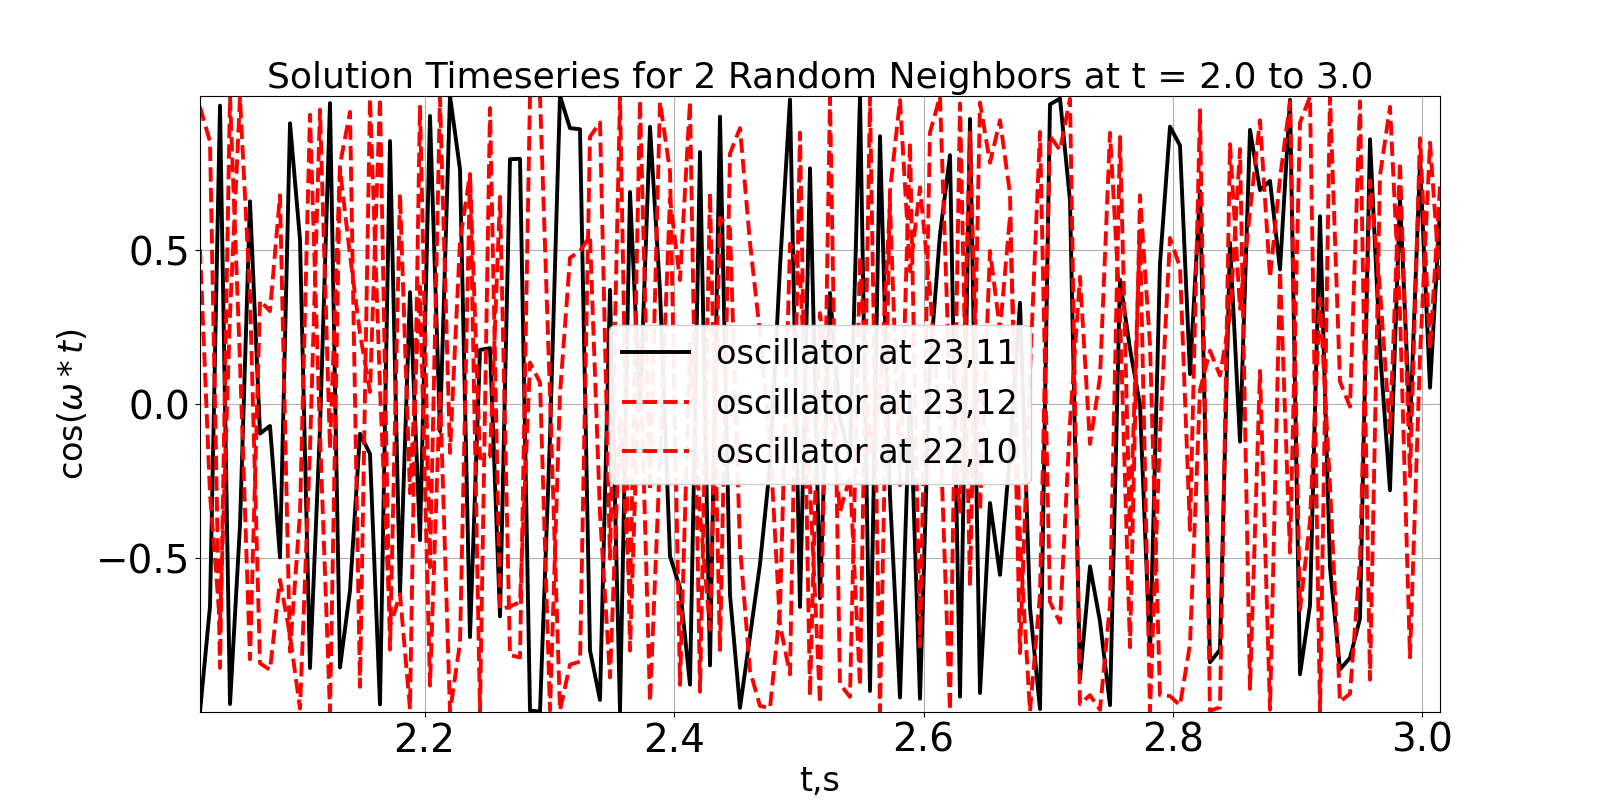 Solution Timeseries for 2 Random Neighbors at t = 2.0 to 3.0
cos(ω * t)
0.5
0.0
−0.5
oscillator at 23,11
oscillator at 23,12
oscillator at 22,10
2.2 2.4 2.6 2.8 3.0
t,s